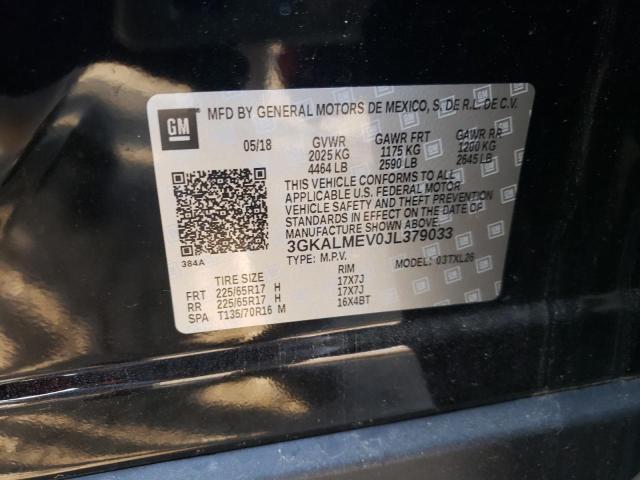 GM
MFD BY GENERAL MOTORS DE MEXICO, S. DE R.L. DE C.V.
05/18 GVWR GAWR FRT GAWR RR
2025 KG 1175 KG 1200 KG
4464 LB 2590 LB 2645 LB
THIS VEHICLE CONFORMS TO ALL
APPLICABLE U.S. FEDERAL MOTOR
VEHICLE SAFETY AND THEFT PREVENTION
STANDARDS IN EFFECT ON THE DATE OF
MANUFACTURE SHOWN ABOVE.
3GKALMEV0JL379033
384A
TYPE: M.P.V. MODEL: 03TXL26
TIRE SIZE RIM
FRT 225/65R17 H 17X7J
RR 225/65R17 H 17X7J
SPA T135/70R16 M 16X4BT